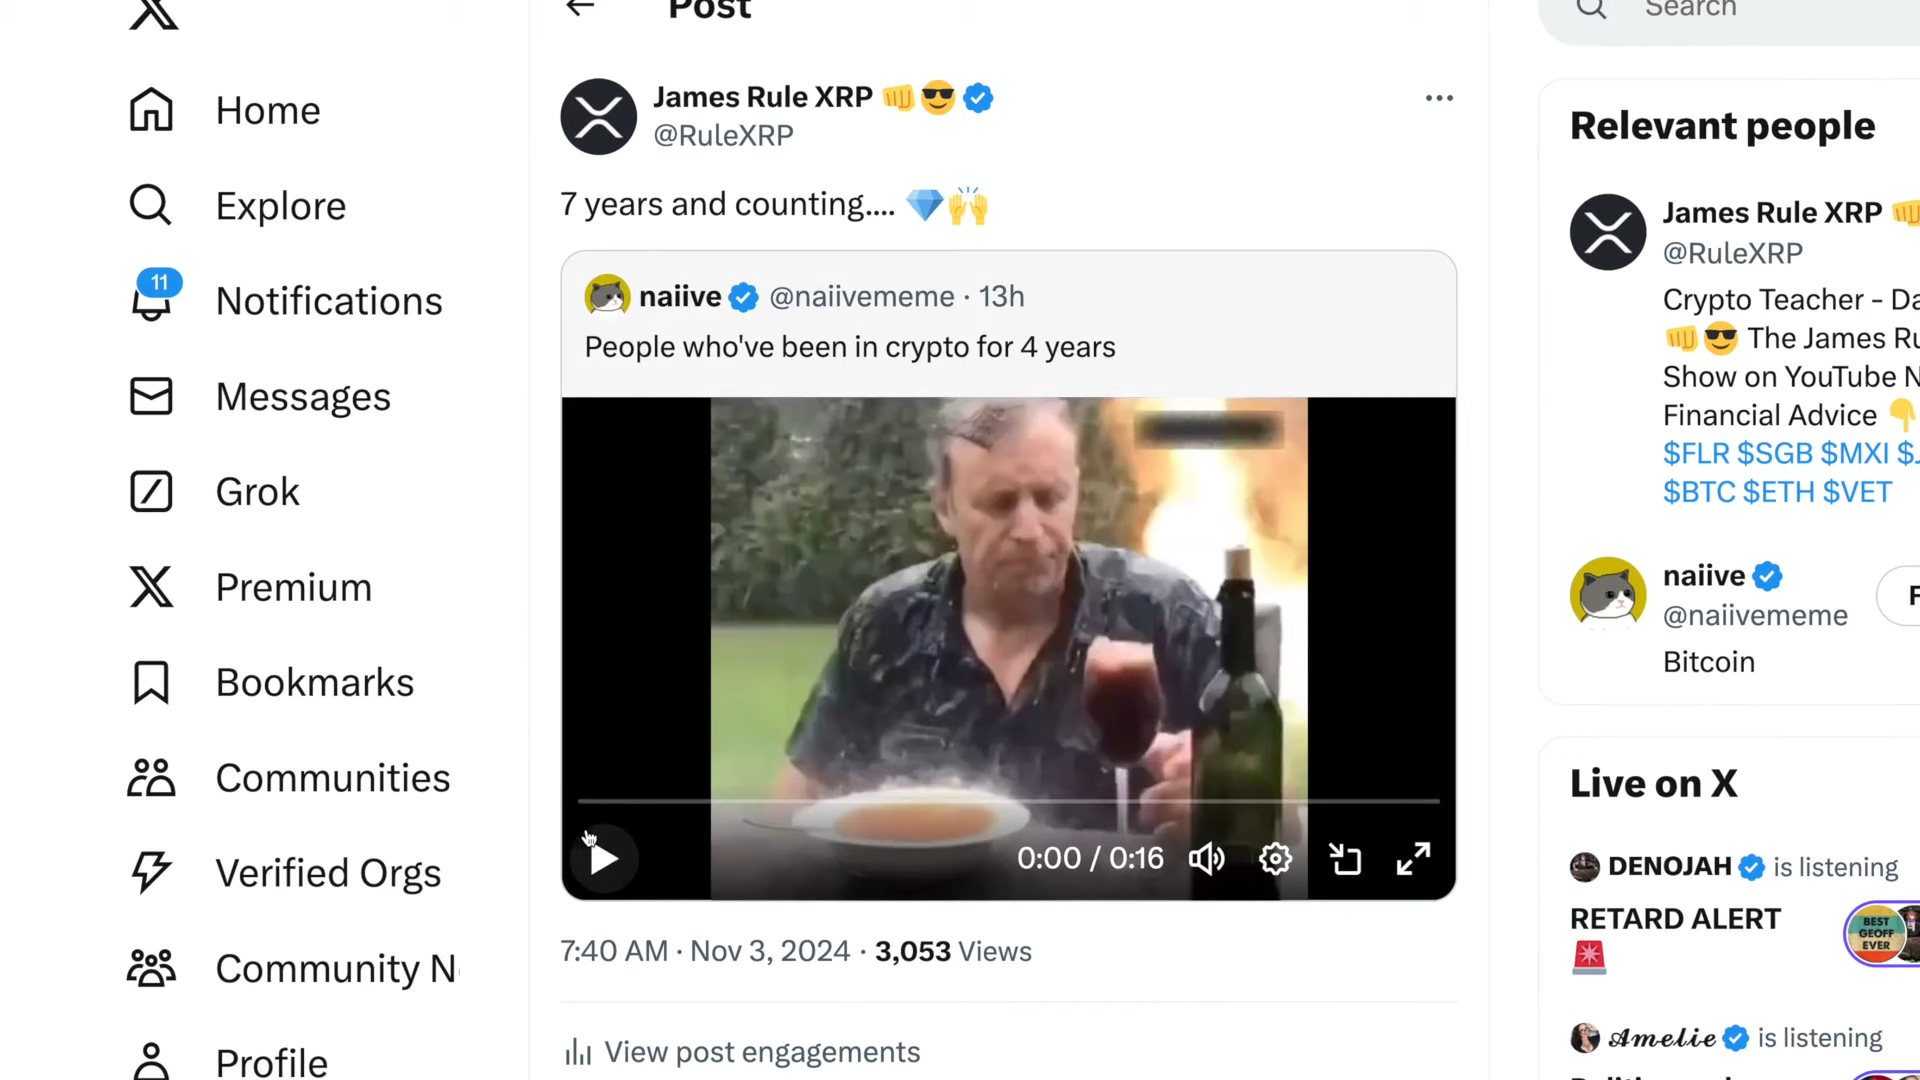 Post
Search
Home
Explore
11
Notifications
Messages
Grok
Premium
Bookmarks
Communities
Verified Orgs
Community N
Profile
James Rule XRP 👊😎
@RuleXRP
7 years and counting.... 💎🙌
naiive @naiivememe · 13h
People who've been in crypto for 4 years
0:00 / 0:16
7:40 AM · Nov 3, 2024 · 3,053 Views
View post engagements
Relevant people
James Rule XRP 👊
@RuleXRP
Crypto Teacher - Da
👊😎 The James Ru
Show on YouTube N
Financial Advice 👇
$FLR $SGB $MXI $
$BTC $ETH $VET
naiive
@naiivememe
F
Bitcoin
Live on X
DENOJAH is listening
RETARD ALERT
🚨
BEST
GEOFF
EVER
𝓐𝓶𝓮𝓵𝓲𝓮 is listening